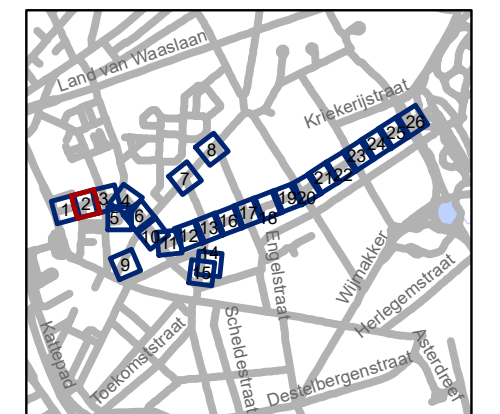 Land van Waaslaan
Kriekerijstraat
1
2
3
4
5
6
7
8
9
10
11
12
13
14
15
16
17
18
19
20
21
22
23
24
25
26
Engelstraat
Wijmakker
Herlegemstraat
Kattepad
Toekomststraat
Scheldestraat
Destelbergenstraat
Asterdreef